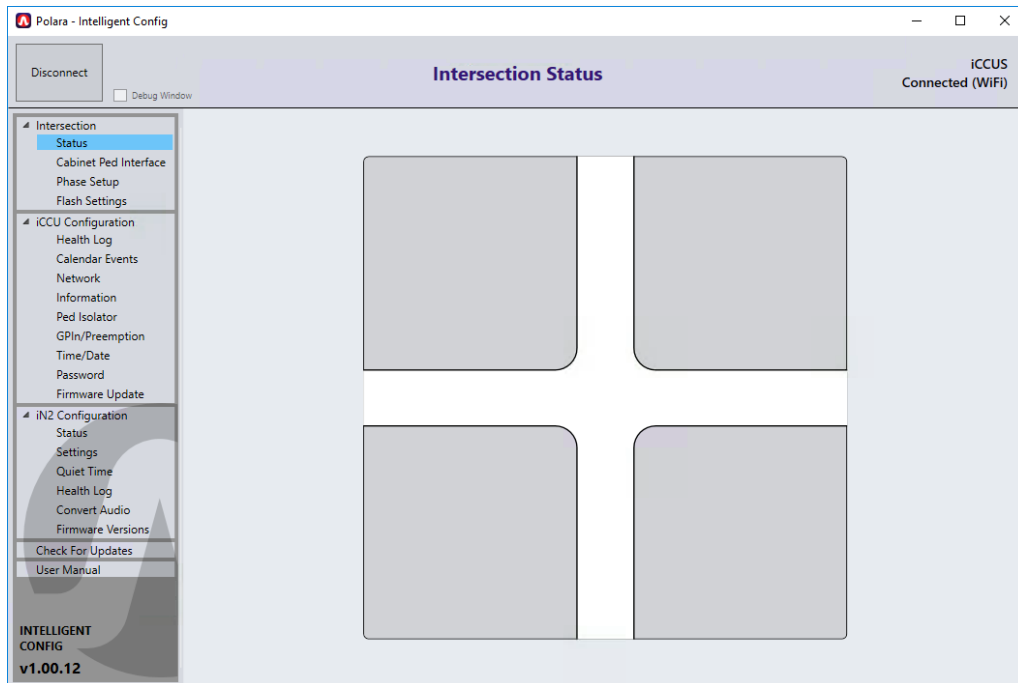 Polara - Intelligent Config
Disconnect
Debug Window
Intersection Status
iCCUS
Connected (WiFi)
Intersection
Status
Cabinet Ped Interface
Phase Setup
Flash Settings
iCCU Configuration
Health Log
Calendar Events
Network
Information
Ped Isolator
GPIn/Preemption
Time/Date
Password
Firmware Update
iN2 Configuration
Status
Settings
Quiet Time
Health Log
Convert Audio
Firmware Versions
Check For Updates
User Manual
INTELLIGENT
CONFIG
v1.00.12